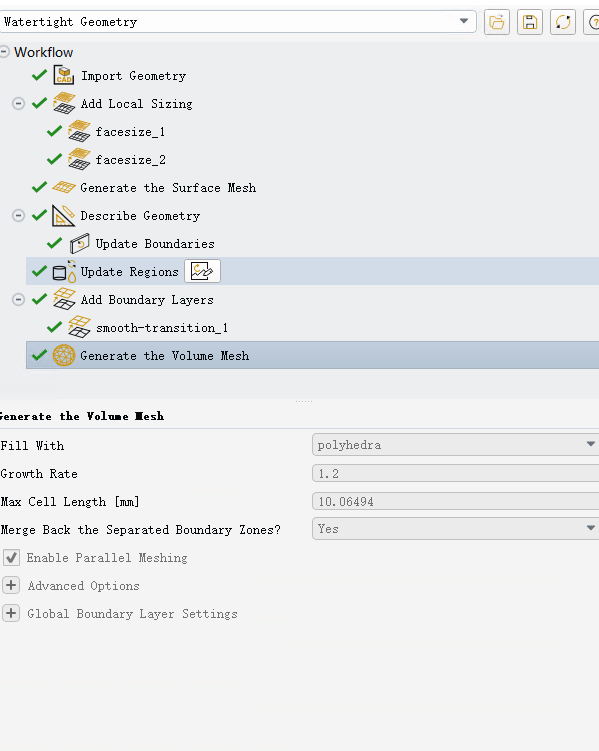 Watertight Geometry
Workflow
CAD Import Geometry
Add Local Sizing
facesize_1
facesize_2
Generate the Surface Mesh
Describe Geometry
Update Boundaries
Update Regions
Add Boundary Layers
smooth-transition_1
Generate the Volume Mesh
Generate the Volume Mesh
Fill With polyhedra
Growth Rate 1.2
Max Cell Length [mm] 10.06494
Merge Back the Separated Boundary Zones? Yes
Enable Parallel Meshing
Advanced Options
Global Boundary Layer Settings